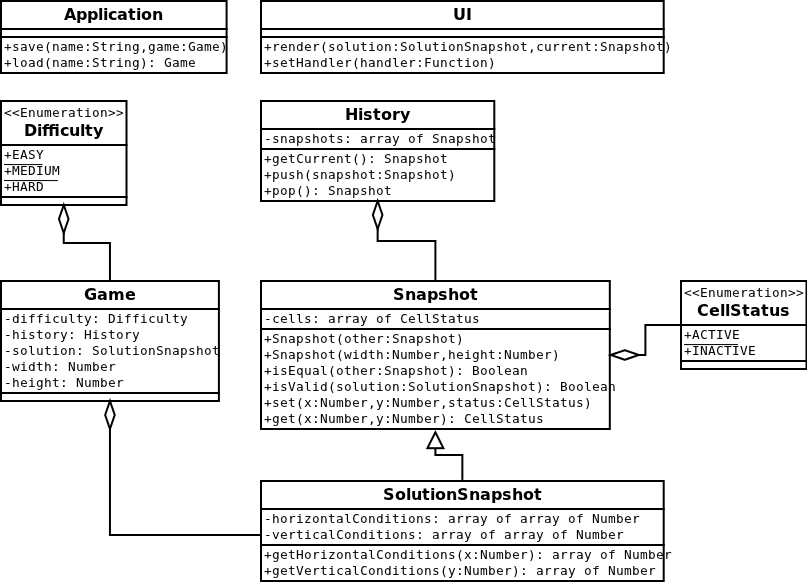 Application
+save(name:String,game:Game)
+load(name:String): Game
UI
+render(solution:SolutionSnapshot,current:Snapshot)
+setHandler(handler:Function)
<<Enumeration>>
Difficulty
+EASY
+MEDIUM
+HARD
History
-snapshots: array of Snapshot
+getCurrent(): Snapshot
+push(snapshot:Snapshot)
+pop(): Snapshot
Game
-difficulty: Difficulty
-history: History
-solution: SolutionSnapshot
-width: Number
-height: Number
Snapshot
-cells: array of CellStatus
+Snapshot(other:Snapshot)
+Snapshot(width:Number,height:Number)
+isEqual(other:Snapshot): Boolean
+isValid(solution:SolutionSnapshot): Boolean
+set(x:Number,y:Number,status:CellStatus)
+get(x:Number,y:Number): CellStatus
<<Enumeration>>
CellStatus
+ACTIVE
+INACTIVE
SolutionSnapshot
-horizontalConditions: array of array of Number
-verticalConditions: array of array of Number
+getHorizontalConditions(x:Number): array of Number
+getVerticalConditions(y:Number): array of Number